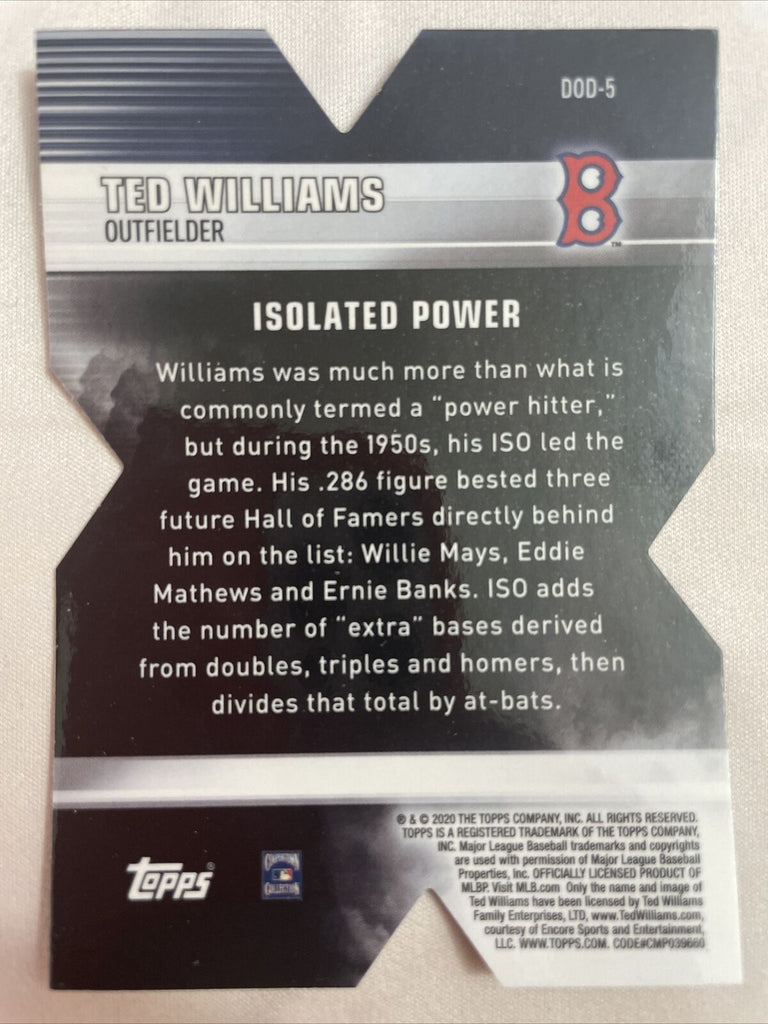 DOD-5
TED WILLIAMS
OUTFIELDER
B
TM
ISOLATED POWER
Williams was much more than what is
commonly termed a "power hitter,"
but during the 1950s, his ISO led the
game. His .286 figure bested three
future Hall of Famers directly behind
him on the list: Willie Mays, Eddie
Mathews and Ernie Banks. ISO adds
the number of "extra" bases derived
from doubles, triples and homers, then
divides that total by at-bats.
® & © 2020 THE TOPPS COMPANY, INC. ALL RIGHTS RESERVED.
TOPPS IS A REGISTERED TRADEMARK OF THE TOPPS COMPANY,
INC. Major League Baseball trademarks and copyrights
are used with permission of Major League Baseball
Properties, Inc. OFFICIALLY LICENSED PRODUCT OF
MLBP. Visit MLB.com Only the name and image of
Ted Williams have been licensed by Ted Williams
Family Enterprises, LTD, www.TedWilliams.com,
courtesy of Encore Sports and Entertainment,
LLC. WWW.TOPPS.COM. CODE#CMP039660
topps®
COOPERSTOWN
COLLECTION